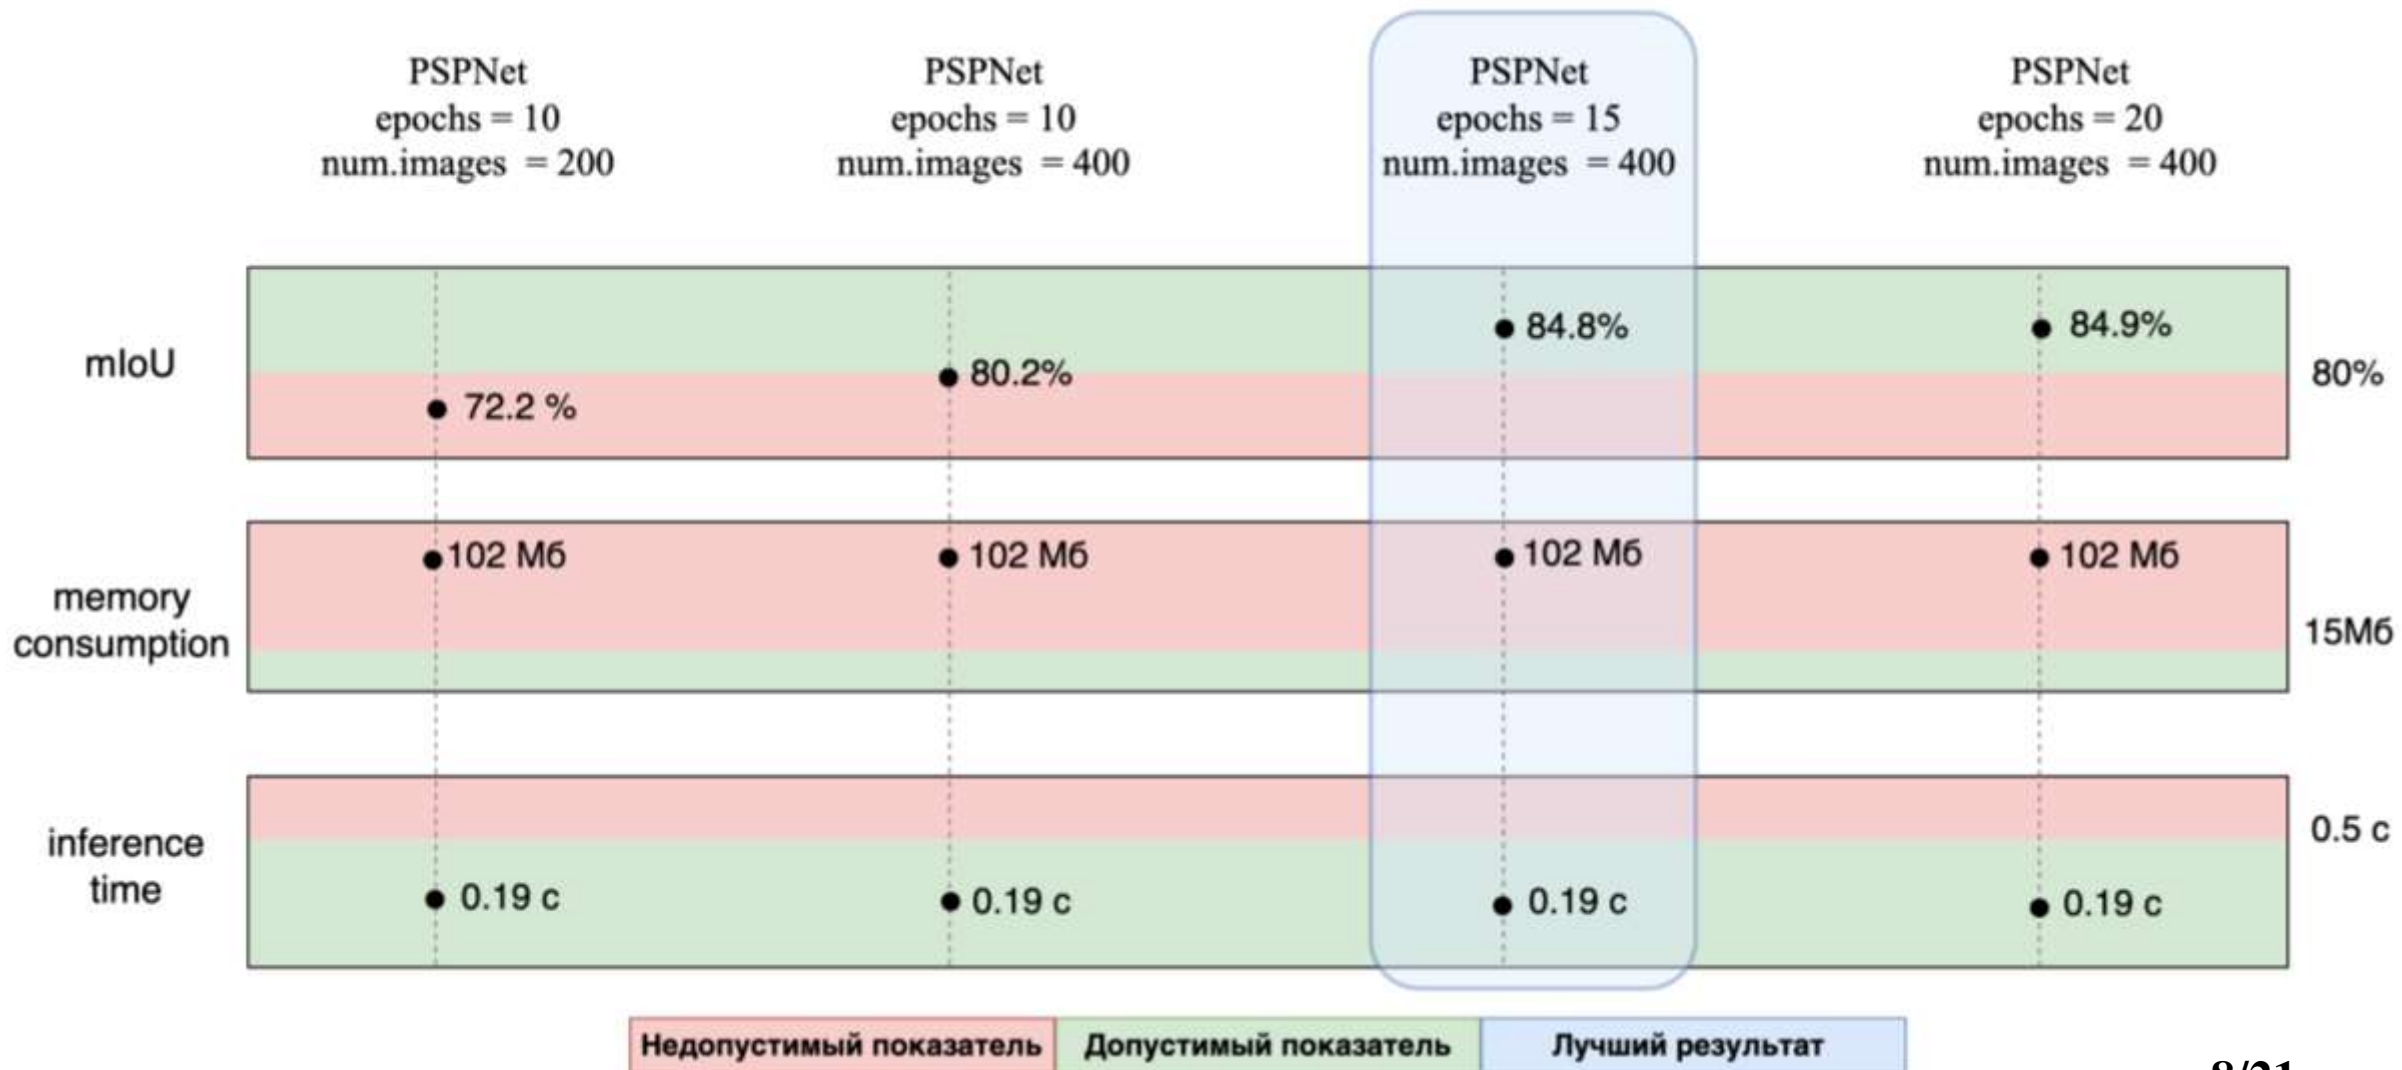 PSPNet
epochs = 10
num.images = 200
PSPNet
epochs = 10
num.images = 400
PSPNet
epochs = 15
num.images = 400
PSPNet
epochs = 20
num.images = 400
mIoU
72.2 %
80.2%
84.8%
84.9%
80%
memory
consumption
102 Мб
102 Мб
102 Мб
102 Мб
15Мб
inference
time
0.19 с
0.19 с
0.19 с
0.19 с
0.5 с
Недопустимый показатель
Допустимый показатель
Лучший результат
8/21